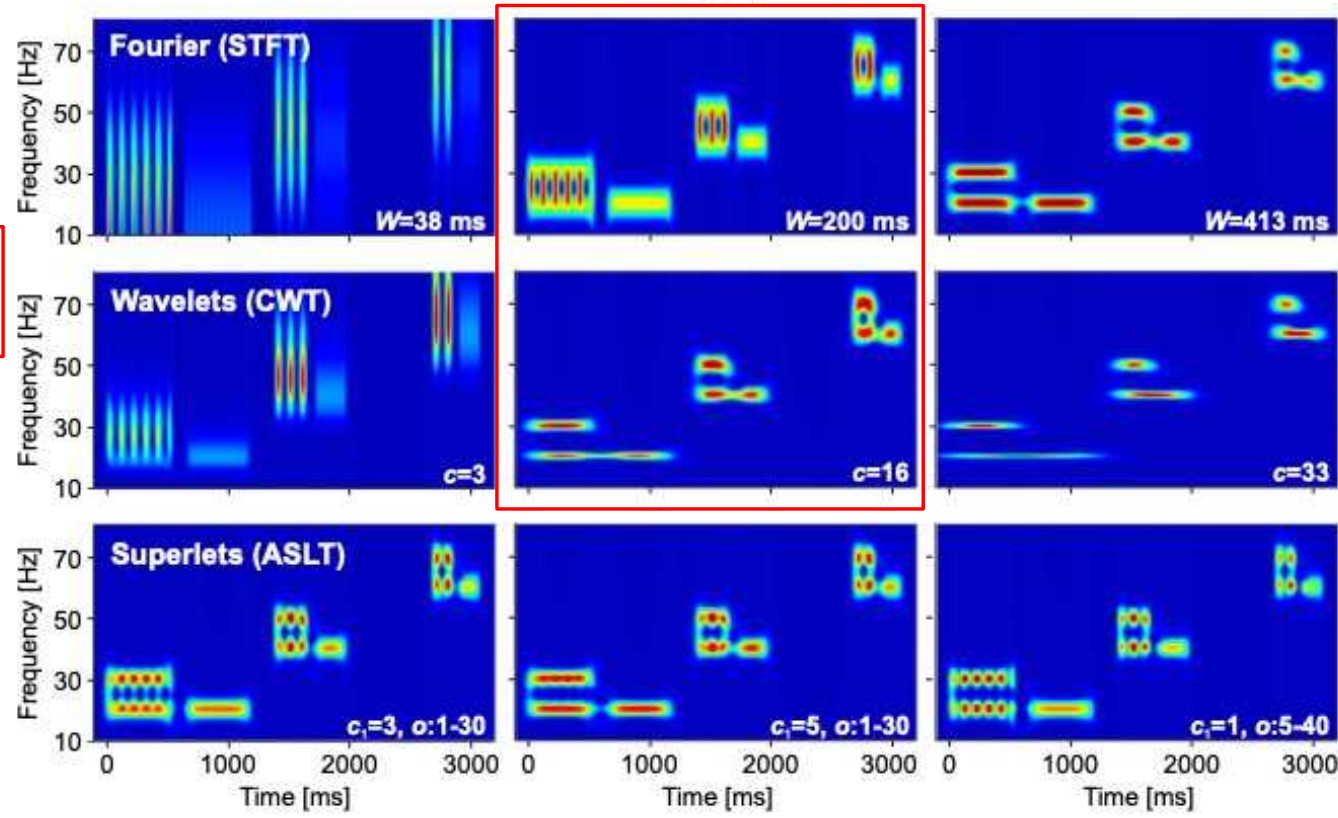 Fourier (STFT)
W=38 ms
W=200 ms
W=413 ms
Frequency [Hz]
70
50
30
10
Wavelets (CWT)
c=3
c=16
c=33
Frequency [Hz]
70
50
30
10
Superlets (ASLT)
c₁=3, o:1-30
c₁=5, o:1-30
c₁=1, o:5-40
Frequency [Hz]
70
50
30
10
0 1000 2000 3000
0 1000 2000 3000
0 1000 2000 3000
Time [ms]
Time [ms]
Time [ms]